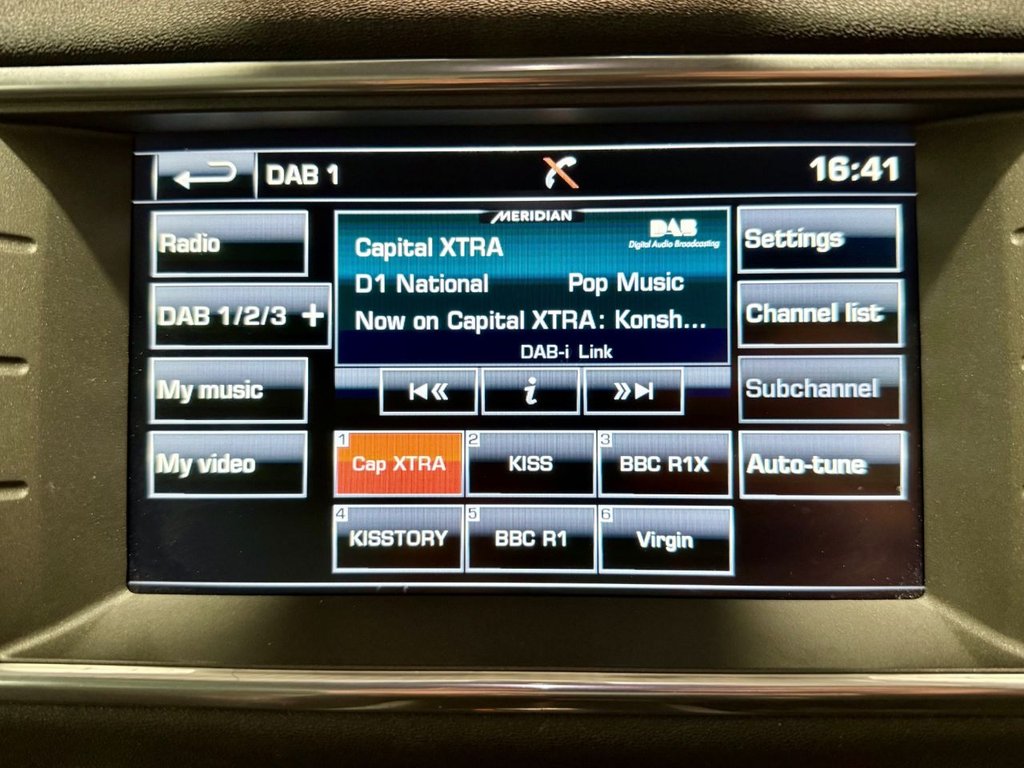 DAB 1
16:41
Radio
DAB 1/2/3 +
My music
My video
MERIDIAN
DAB
Digital Audio Broadcasting
Capital XTRA
D1 National Pop Music
Now on Capital XTRA: Konsh...
DAB-i Link
i
Settings
Channel list
Subchannel
Auto-tune
1 Cap XTRA
2 KISS
3 BBC R1X
4 KISSTORY
5 BBC R1
6 Virgin